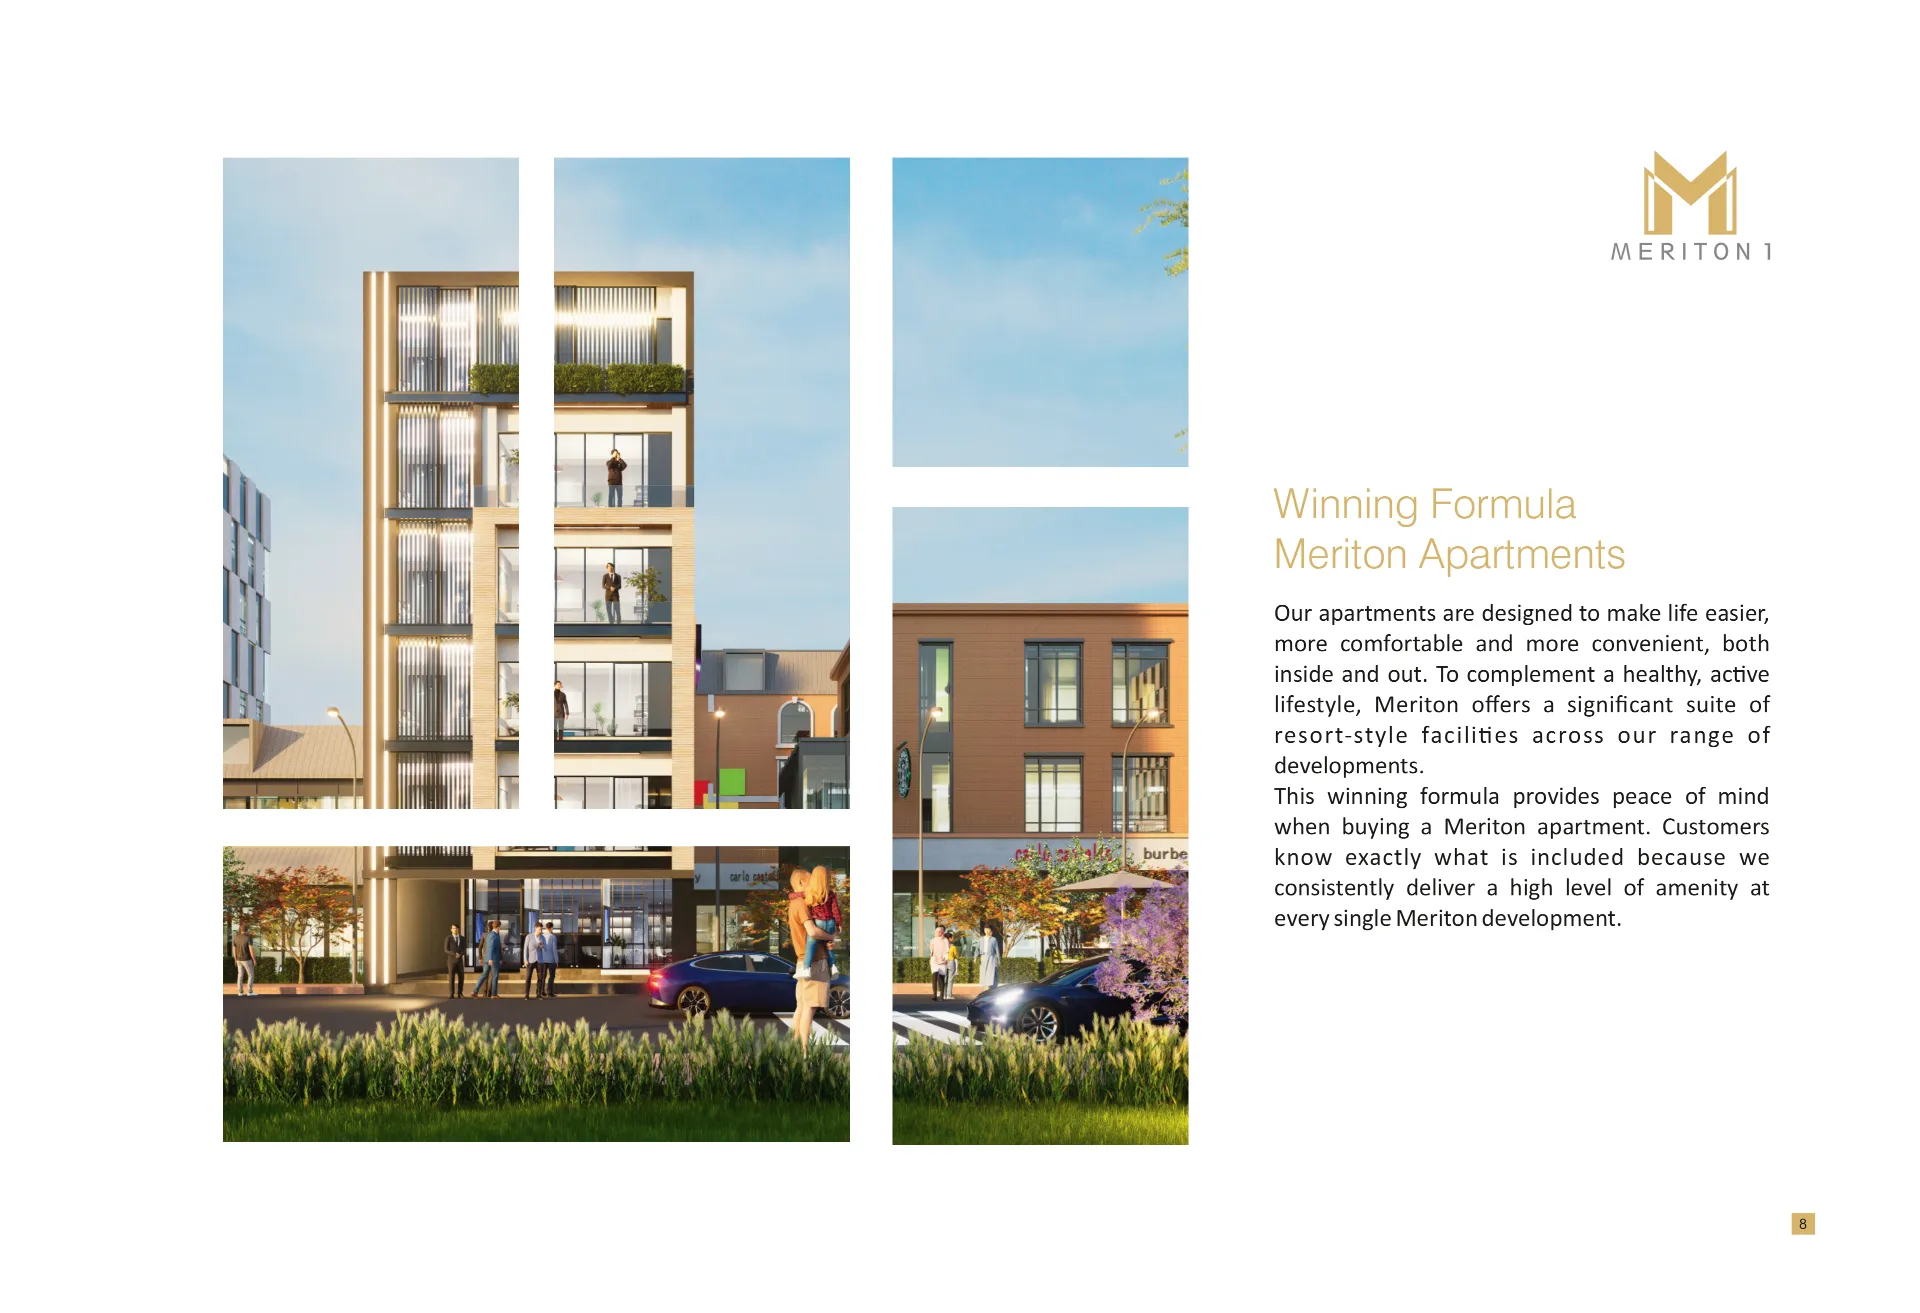 MERITON 1
Winning Formula
Meriton Apartments
Our apartments are designed to make life easier,
more comfortable and more convenient, both
inside and out. To complement a healthy, active
lifestyle, Meriton offers a significant suite of
resort-style facilities across our range of
developments.
This winning formula provides peace of mind
when buying a Meriton apartment. Customers
know exactly what is included because we
consistently deliver a high level of amenity at
every single Meriton development.
carlo
burbe
8